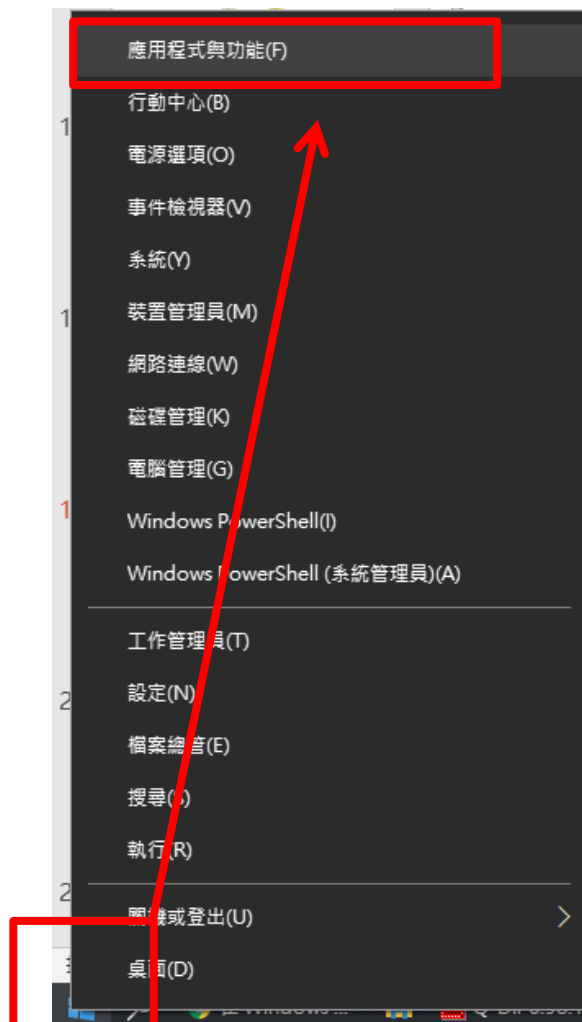 應用程式與功能(F)
行動中心(B)
電源選項(O)
事件檢視器(V)
系統(Y)
裝置管理員(M)
網路連線(W)
磁碟管理(K)
電腦管理(G)
Windows PowerShell(I)
Windows PowerShell (系統管理員)(A)
工作管理員(T)
設定(N)
檔案總管(E)
搜尋(S)
執行(R)
關機或登出(U)
桌面(D)